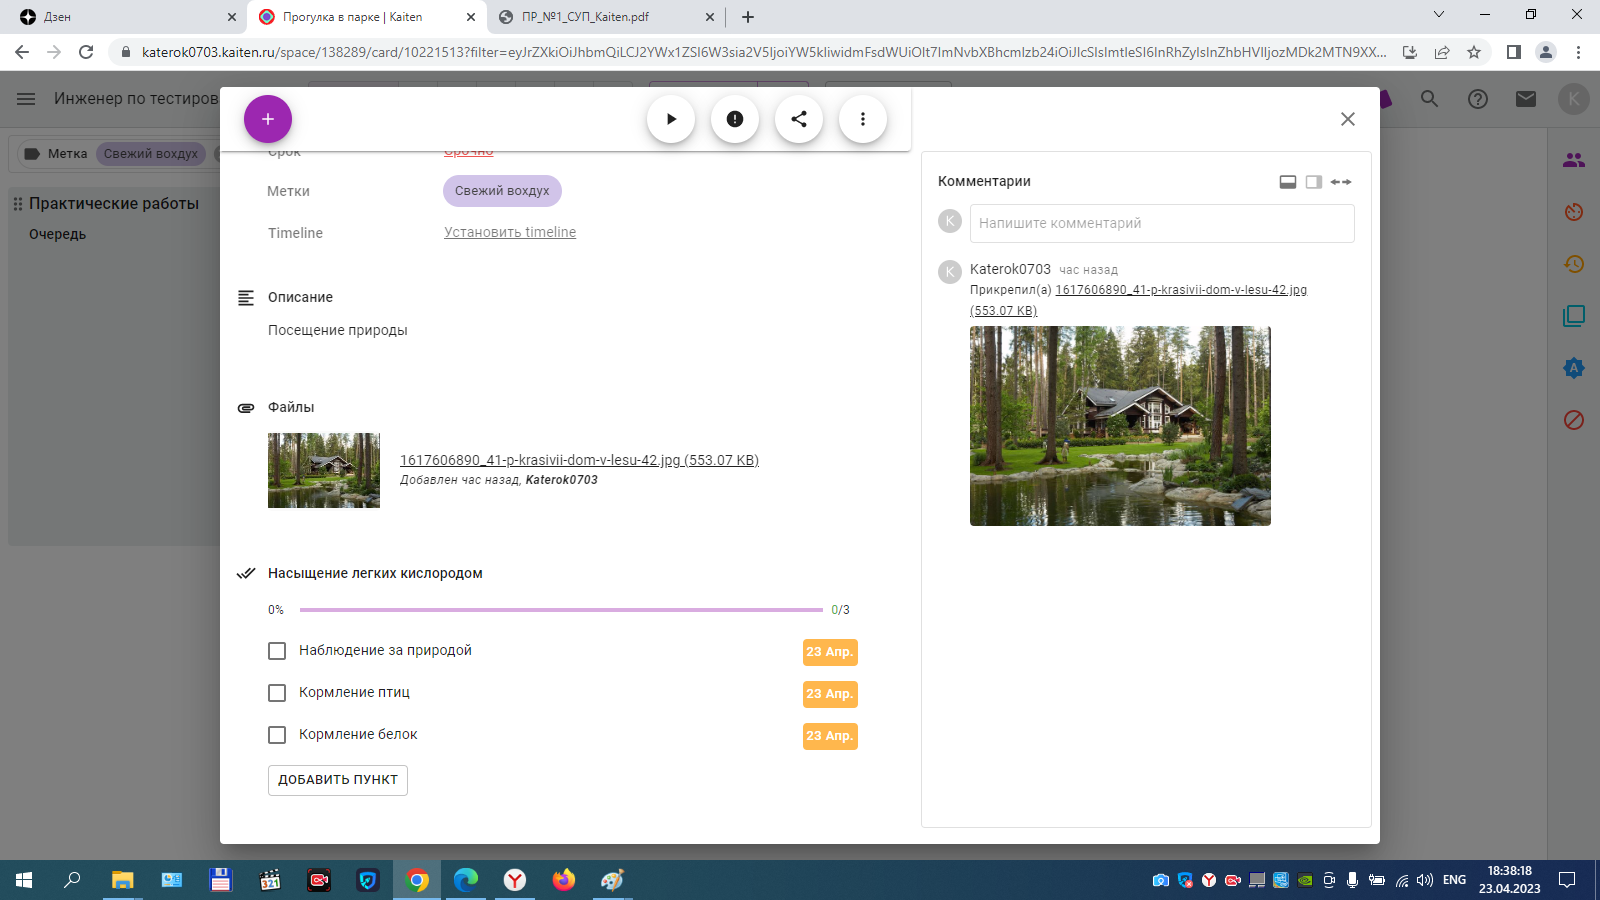 Дзен
Прогулка в парке | Kaiten
ПР_№1_СУП_Kaiten.pdf
katerok0703.kaiten.ru/space/138289/card/10221513?filter=
Инженер по тестиров
K
Метка
Свежий вохдух
Практические работы
Очередь
Срок
Срочно
Метки
Свежий вохдух
Timeline
Установить timeline
Описание
Посещение природы
Файлы
1617606890_41-p-krasivii-dom-v-lesu-42.jpg (553.07 KB)
Добавлен час назад, Katerok0703
Насыщение легких кислородом
0%
0/3
Наблюдение за природой
23 Апр.
Кормление птиц
23 Апр.
Кормление белок
23 Апр.
ДОБАВИТЬ ПУНКТ
Комментарии
K
Напишите комментарий
K
Katerok0703 час назад
Прикрепил(а) 1617606890_41-p-krasivii-dom-v-lesu-42.jpg
(553.07 KB)
A
321
ENG
18:38:18
23.04.2023